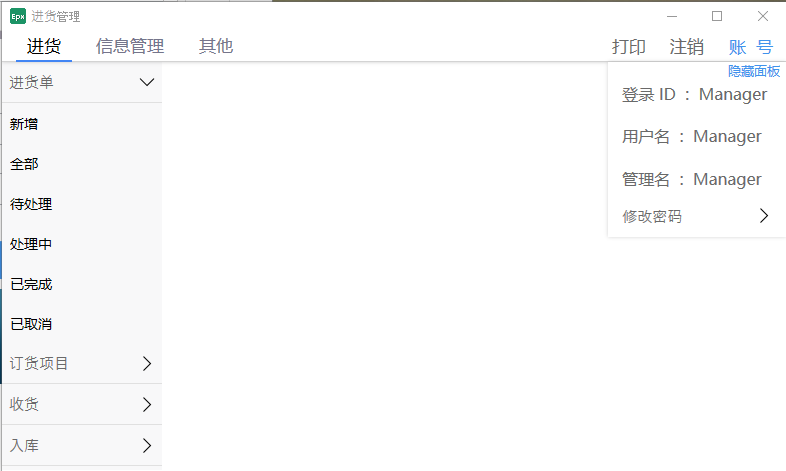 Epx 进货管理
进货 信息管理 其他 打印 注销 账 号
隐藏面板
进货单
登录 ID : Manager
新增
用户名 : Manager
全部
管理名 : Manager
待处理
修改密码
处理中
已完成
已取消
订货项目
收货
入库